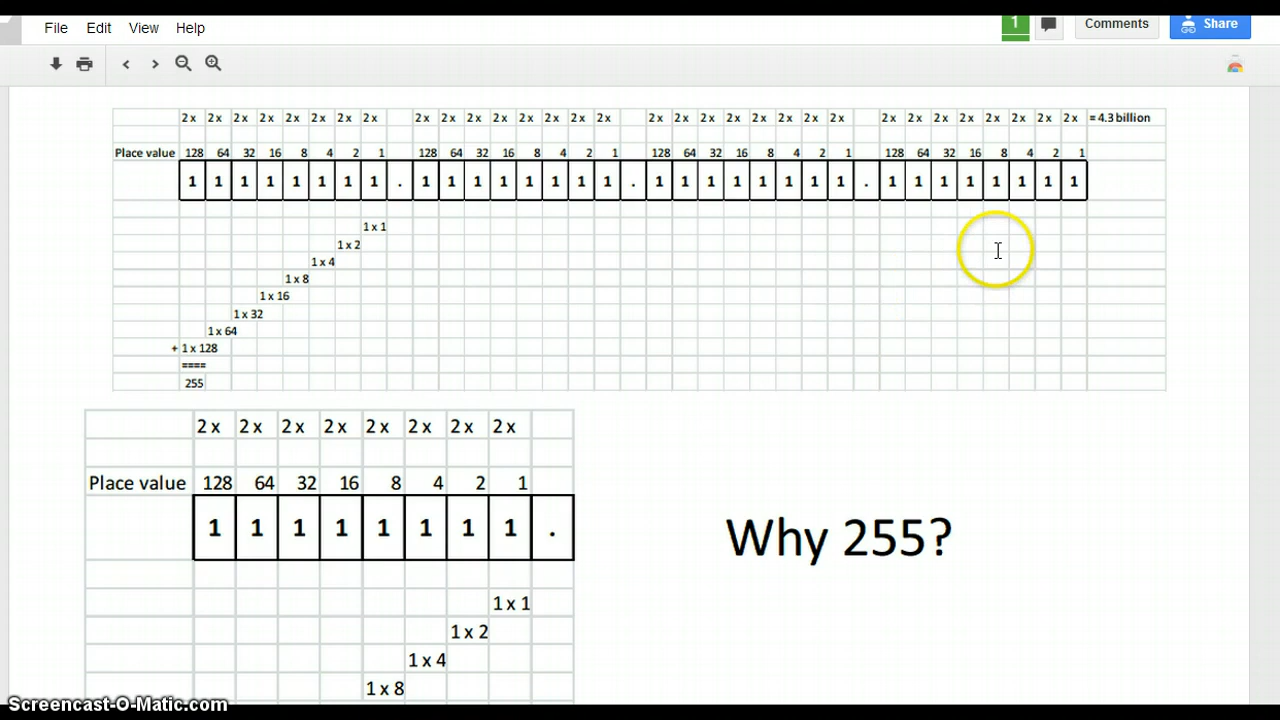 File Edit View Help
1 Comments Share
2 x 2 x 2 x 2 x 2 x 2 x 2 x 2 x 2 x 2 x 2 x 2 x 2 x 2 x 2 x 2 x 2 x 2 x 2 x 2 x 2 x 2 x 2 x 2 x 2 x 2 x 2 x 2 x 2 x 2 x 2 x 2 x = 4.3 billion
Place value 128 64 32 16 8 4 2 1 128 64 32 16 8 4 2 1 128 64 32 16 8 4 2 1 128 64 32 16 8 4 2 1
1 1 1 1 1 1 1 1 . 1 1 1 1 1 1 1 1 . 1 1 1 1 1 1 1 1 . 1 1 1 1 1 1 1 1
1 x 1
1 x 2
1 x 4
1 x 8
1 x 16
1 x 32
1 x 64
+ 1 x 128
====
255
2 x 2 x 2 x 2 x 2 x 2 x 2 x 2 x
Place value 128 64 32 16 8 4 2 1
1 1 1 1 1 1 1 1 .
Why 255?
1 x 1
1 x 2
1 x 4
1 x 8
Screencast-O-Matic.com